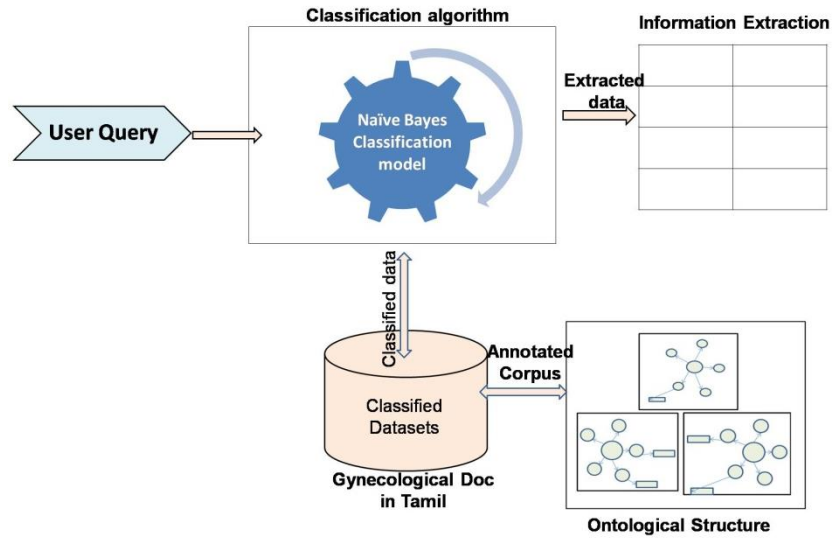 Classification algorithm
Information Extraction
User Query
Naïve Bayes
Classification
model
Extracted
data
Classified data
Classified
Datasets
Annotated
Corpus
Gynecological Doc
in Tamil
Ontological Structure